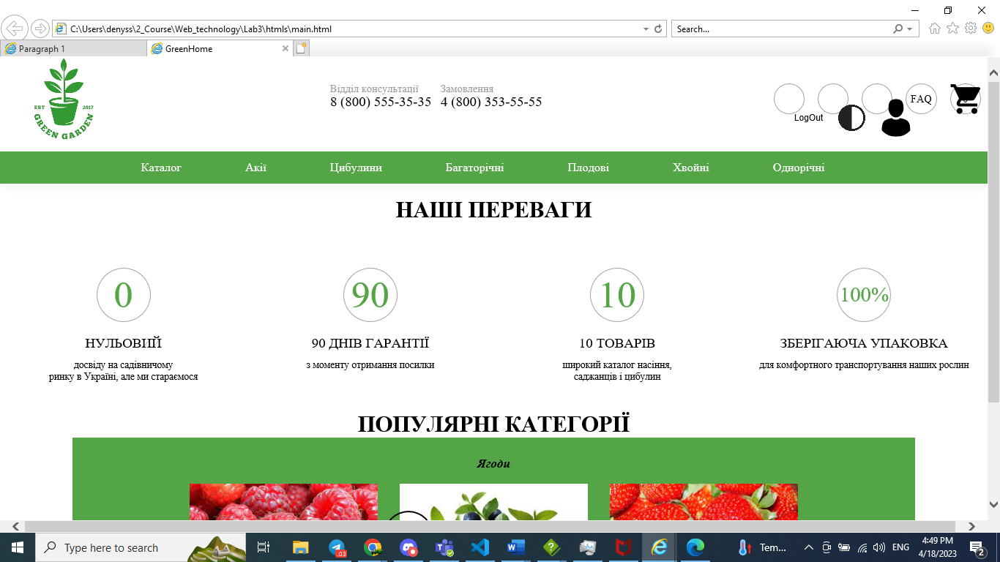 C:\Users\denyss\2_Course\Web_technology\Lab3\htmls\main.html
Search...
Paragraph 1
GreenHome
EST 2017
GREEN GARDEN
Відділ консультації
8 (800) 555-35-35
Замовлення
4 (800) 353-55-55
FAQ
LogOut
Каталог Акії Цибулини Багаторічні Плодові Хвойні Однорічні
НАШІ ПЕРЕВАГИ
0
НУЛЬОВИЙ
досвіду на садівничому
ринку в Україні, але ми стараємося
90
90 ДНІВ ГАРАНТІЇ
з моменту отримання посилки
10
10 ТОВАРІВ
широкий каталог насіння,
саджанців і цибулин
100%
ЗБЕРІГАЮЧА УПАКОВКА
для комфортного транспортування наших рослин
ПОПУЛЯРНІ КАТЕГОРІЇ
Ягоди
Type here to search
.03
Tem...
ENG
4:49 PM
4/18/2023
2